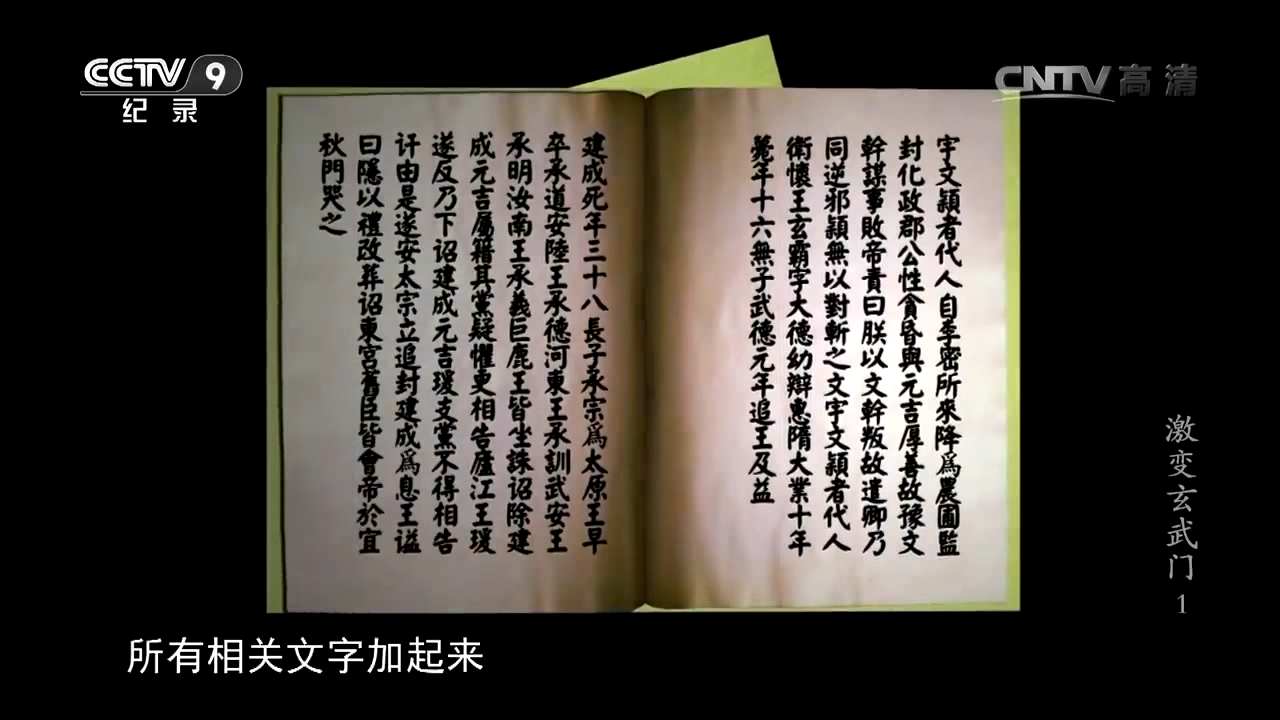 CCTV 9
纪录
CNTV高清
宇文頴者代人自李密所來降爲農圃監
封化政郡公性貪昏與元吉厚善故豫文
幹謀事敗帝責曰朕以文幹叛故遣卿乃
同逆邪頴無以對斬之文宇文頴者代人
衛懷王玄霸字大德幼辯惠隋大業十年
薨年十六無子武德元年追王及益
建成死年三十八長子承宗爲太原王早
卒承道安陸王承德河東王承訓武安王
承明汝南王承義巨鹿王皆坐誅詔除建
成元吉屬籍其黨疑懼更相告廬江王瑗
遂反乃下诏建成元吉瑗支黨不得相告
讦由是遂安太宗立追封建成爲息王谥
曰隱以禮改葬诏東宮舊臣皆會帝於宜
秋門哭之
激变玄武门 1
所有相关文字加起来